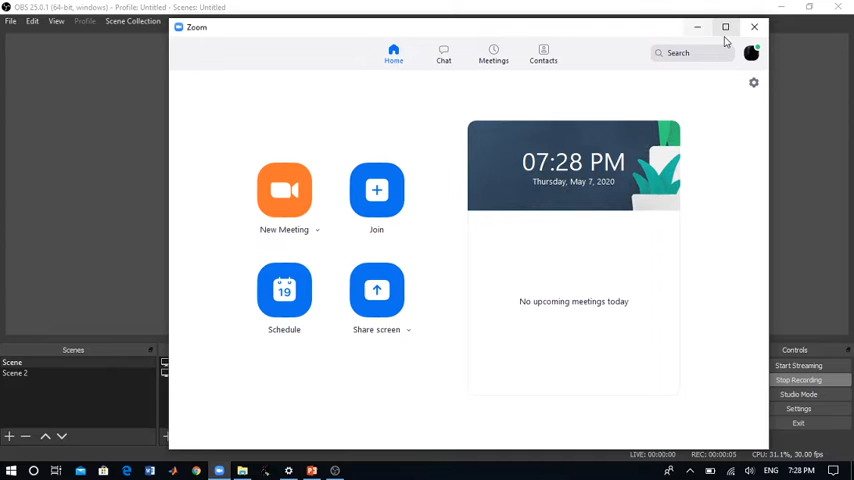 OBS 25.0.1 (64-bit, windows) - Profile: Untitled - Scenes: Untitled
File Edit View Profile Scene Collection
Zoom
Home Chat Meetings Contacts
Search
07:28 PM
Thursday, May 7, 2020
New Meeting Join
No upcoming meetings today
19
Schedule Share screen
Scenes
Scene
Scene 2
Controls
Start Streaming
Stop Recording
Studio Mode
Settings
Exit
LIVE: 00:00:00 REC: 00:00:05 CPU: 31.1%, 30.00 fps
ENG 7:28 PM